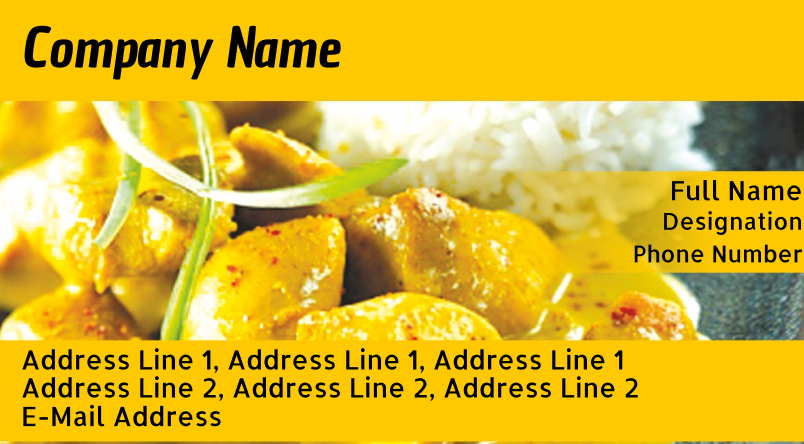 Company Name
Full Name
Designation
Phone Number
Address Line 1, Address Line 1, Address Line 1
Address Line 2, Address Line 2, Address Line 2
E-Mail Address